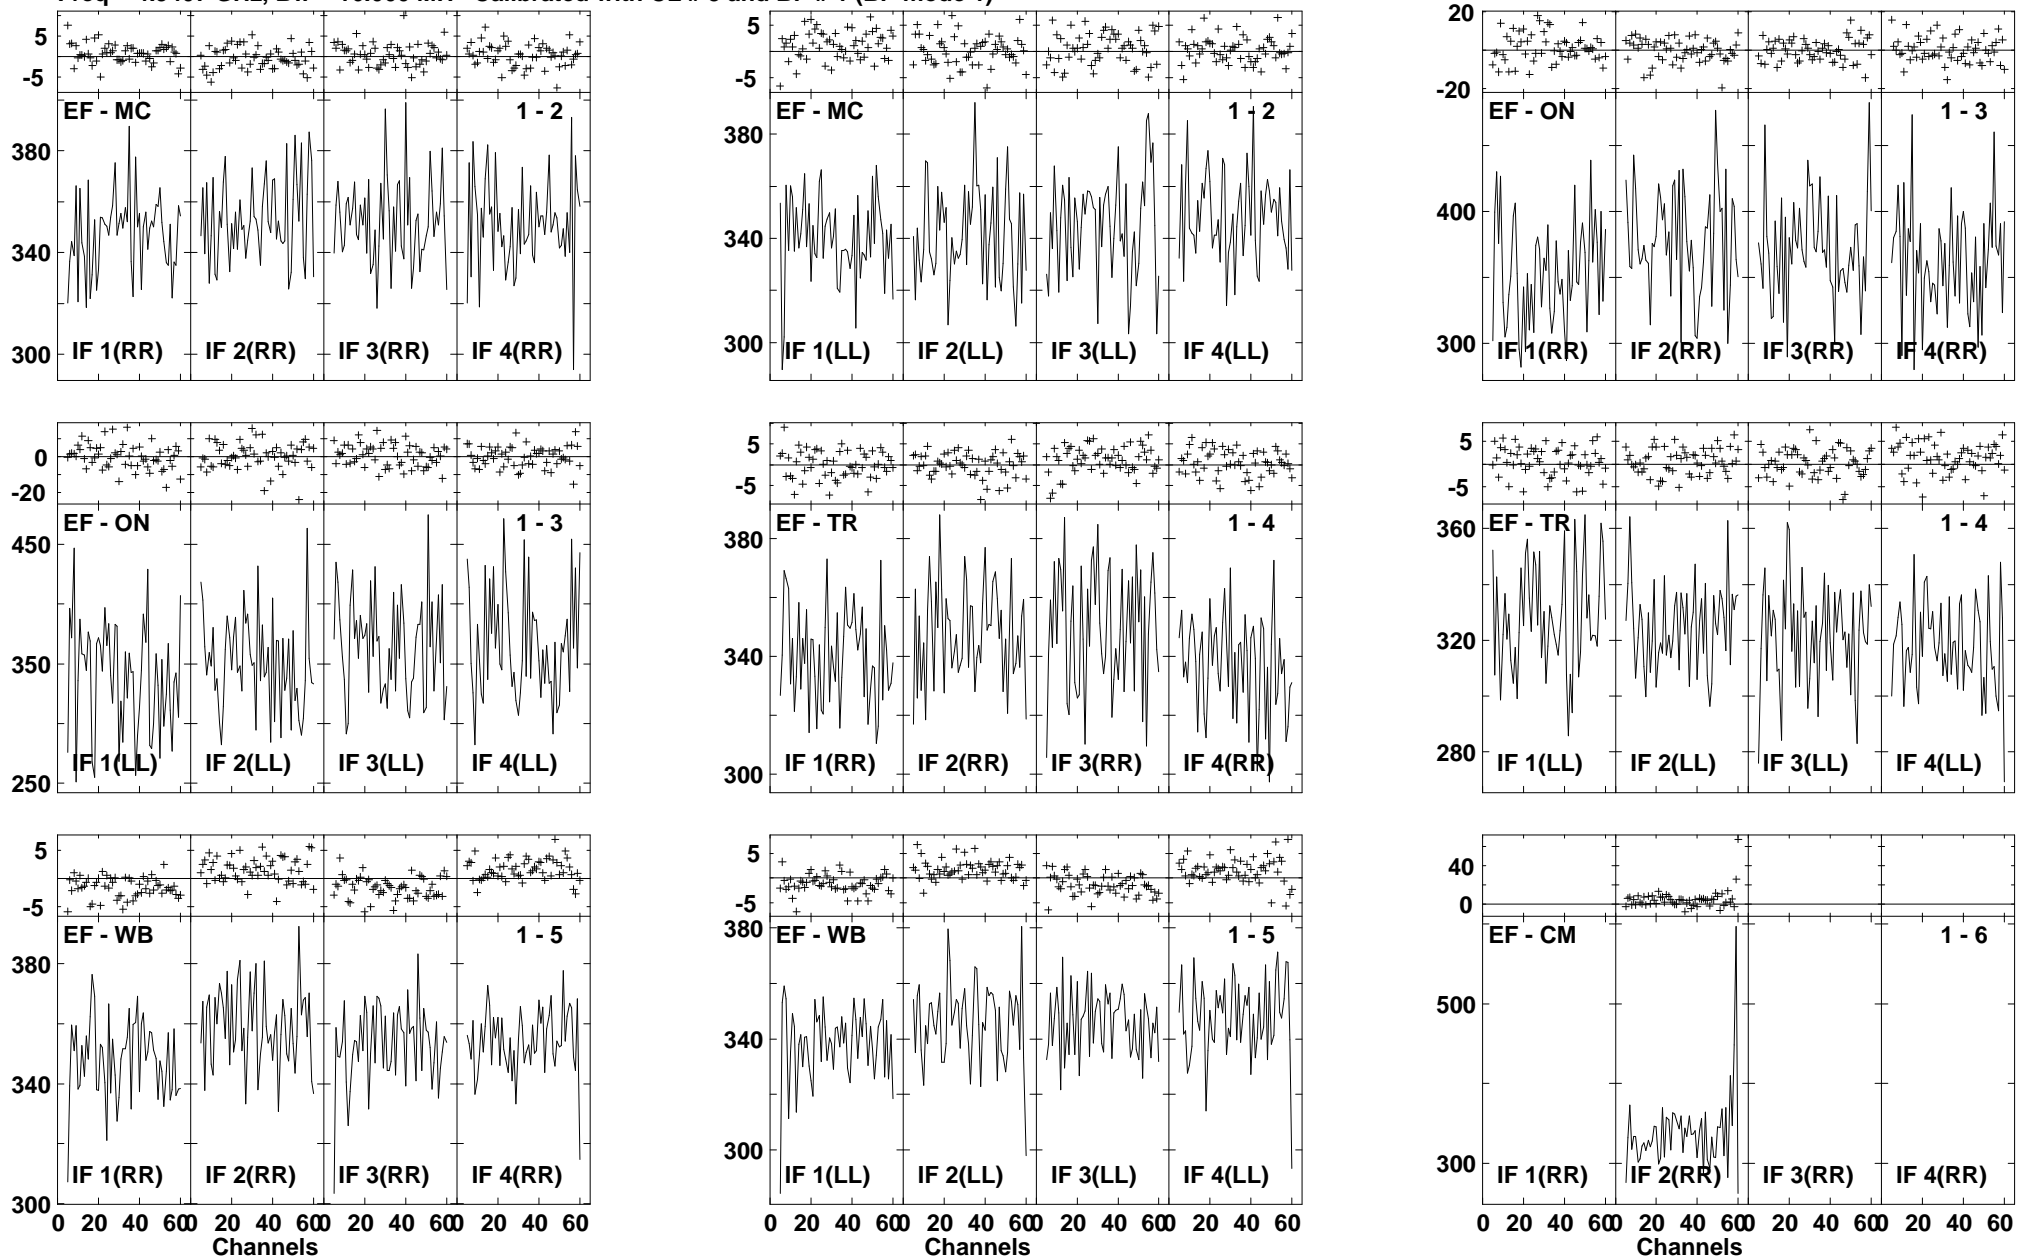 5 5 20
-5 -5 -20
EF - MC 1 - 2 EF - MC 1 - 2 EF - ON 1 - 3
380 380 400
340 340
300 300 300
IF 1(RR) IF 2(RR) IF 3(RR) IF 4(RR) IF 1(LL) IF 2(LL) IF 3(LL) IF 4(LL) IF 1(RR) IF 2(RR) IF 3(RR) IF 4(RR)
0 5 5
-20 -5 -5
EF - ON 1 - 3 EF - TR 1 - 4 EF - TR 1 - 4
450 380 360
350 340 320
250 300 280
IF 1(LL) IF 2(LL) IF 3(LL) IF 4(LL) IF 1(RR) IF 2(RR) IF 3(RR) IF 4(RR) IF 1(LL) IF 2(LL) IF 3(LL) IF 4(LL)
5 5 40
-5 -5 0
EF - WB 1 - 5 EF - WB 1 - 5 EF - CM 1 - 6
380 380 500
340 340
300 300 300
IF 1(RR) IF 2(RR) IF 3(RR) IF 4(RR) IF 1(LL) IF 2(LL) IF 3(LL) IF 4(LL) IF 1(RR) IF 2(RR) IF 3(RR) IF 4(RR)
0 20 40 60 0 20 40 60 0 20 40 60 0 20 40 60 0 20 40 60 0 20 40 60 0 20 40 60 0 20 40 60 0 20 40 60 0 20 40 60 0 20 40 60 0 20 40 60
Channels Channels Channels